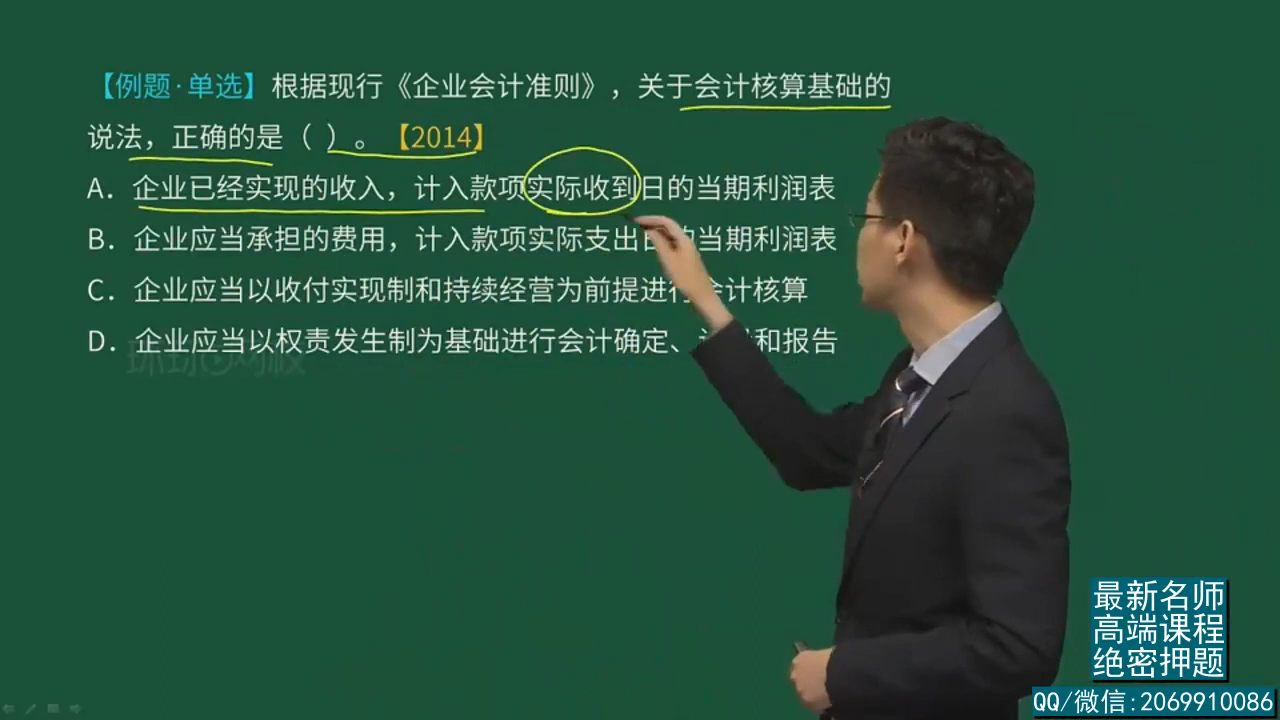 【例题·单选】根据现行《企业会计准则》，关于会计核算基础的
说法，正确的是（ ）。【2014】
A．企业已经实现的收入，计入款项实际收到日的当期利润表
B．企业应当承担的费用，计入款项实际支出日的当期利润表
C．企业应当以收付实现制和持续经营为前提进行会计核算
D．企业应当以权责发生制为基础进行会计确定、和报告
最新名师
高端课程
绝密押题
QQ/微信:2069910086